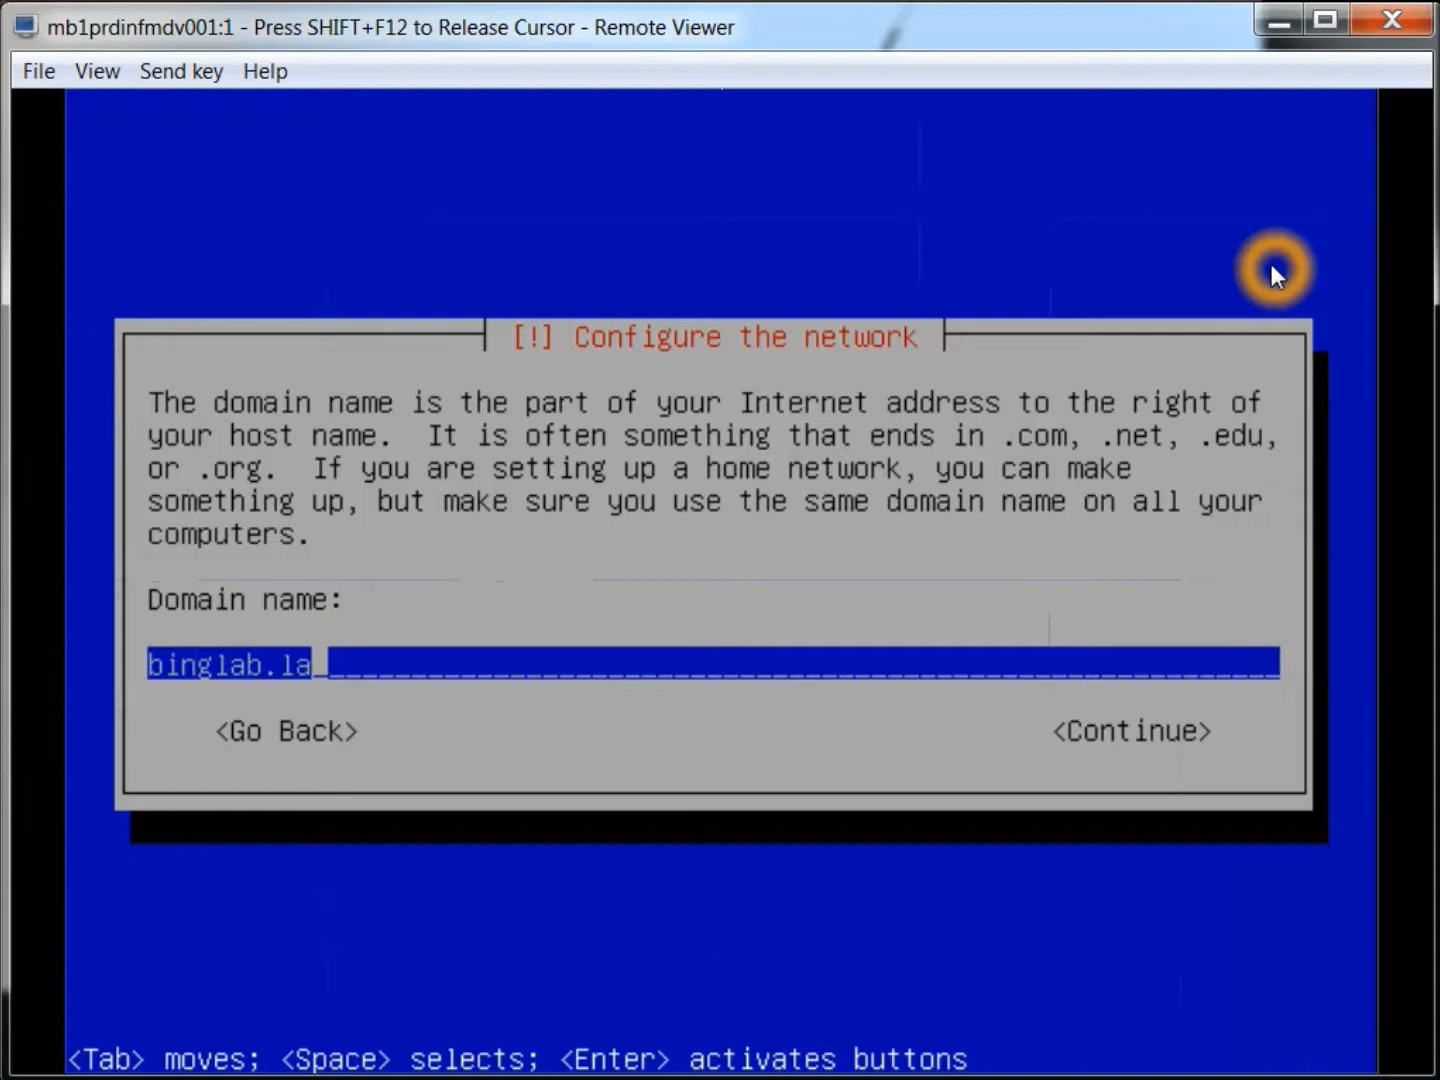 mb1prdinfmdv001:1 - Press SHIFT+F12 to Release Cursor - Remote Viewer
File View Send key Help
[!] Configure the network
The domain name is the part of your Internet address to the right of
your host name. It is often something that ends in .com, .net, .edu,
or .org. If you are setting up a home network, you can make
something up, but make sure you use the same domain name on all your
computers.
Domain name:
binglab.la
<Go Back> <Continue>
<Tab> moves; <Space> selects; <Enter> activates buttons